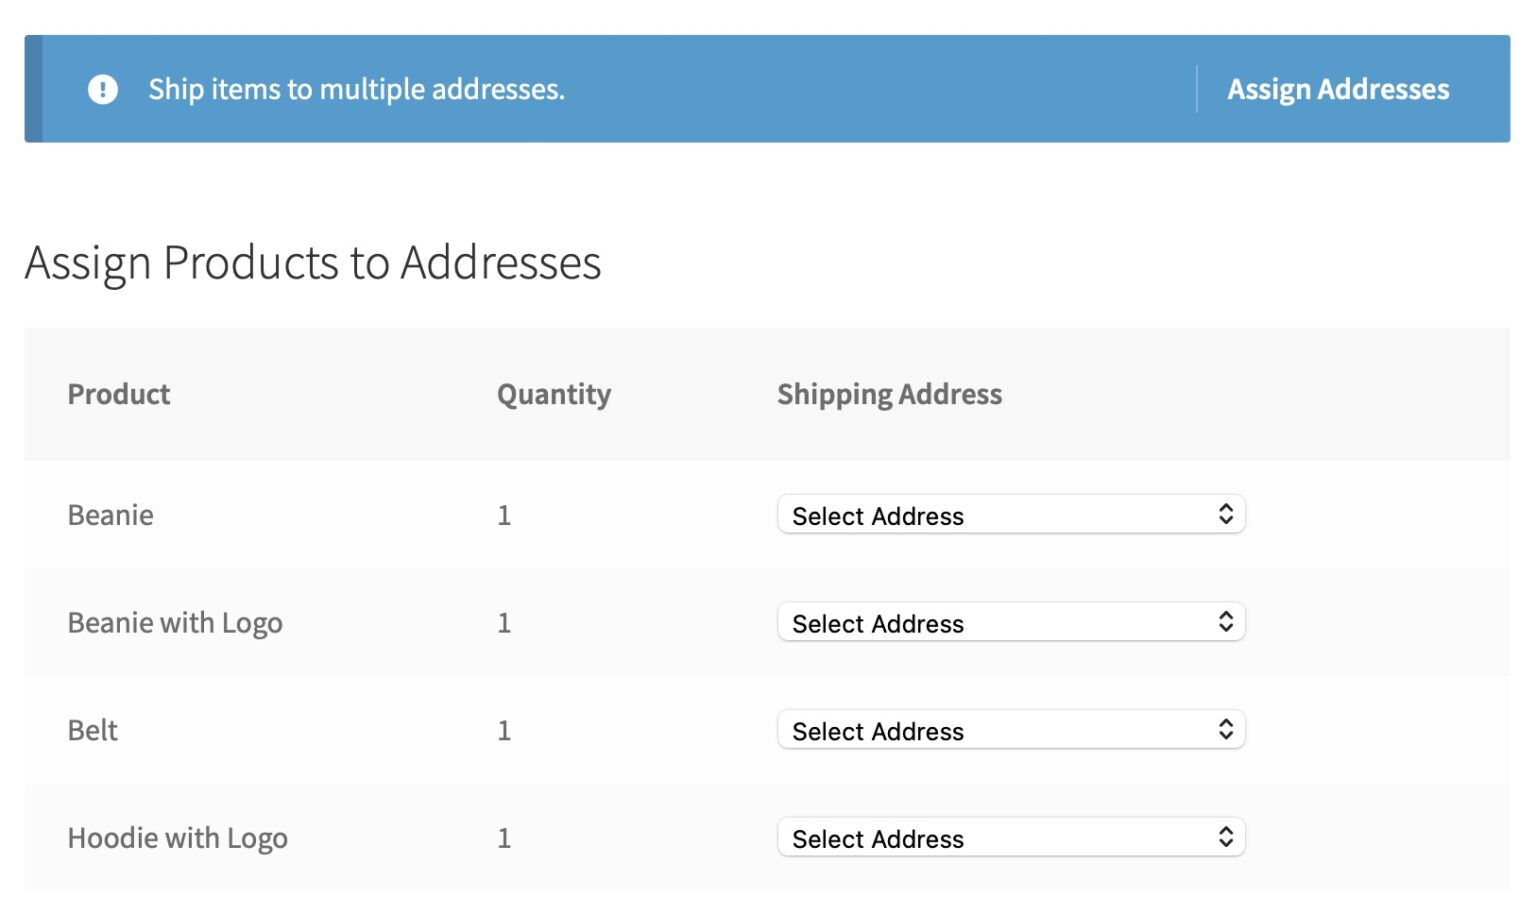 Ship items to multiple addresses. Assign Addresses
Assign Products to Addresses
Product Quantity Shipping Address
Beanie 1 Select Address
Beanie with Logo 1 Select Address
Belt 1 Select Address
Hoodie with Logo 1 Select Address